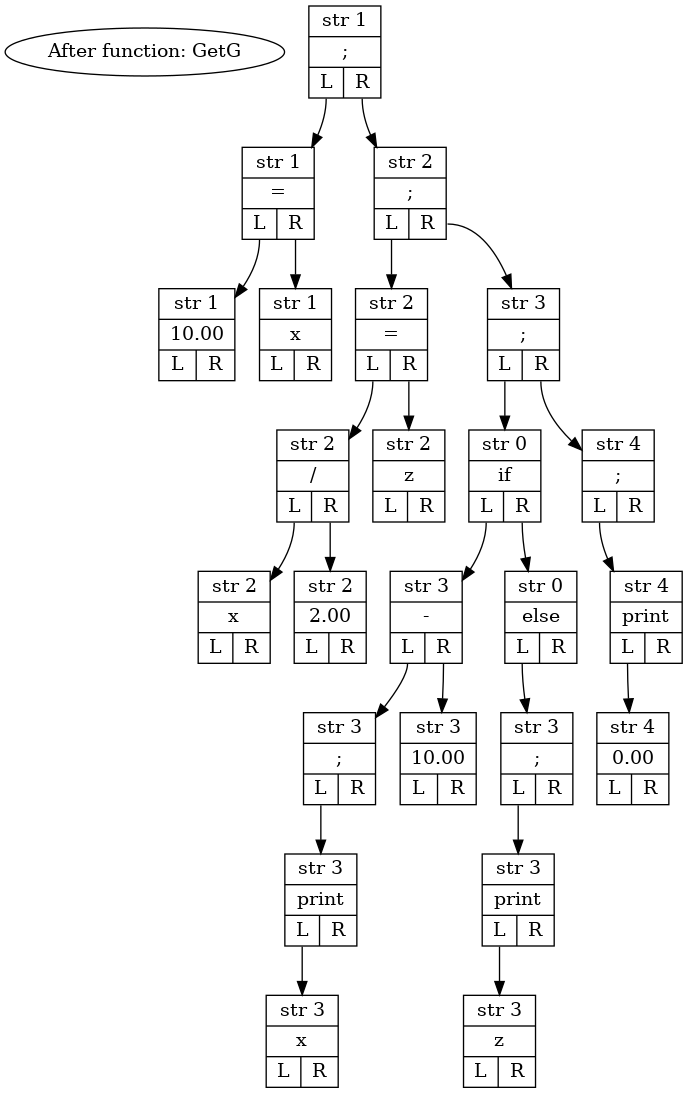 After function: GetG
str 1
;
L R
str 1
=
L R
str 2
;
L R
str 1
10.00
L R
str 1
x
L R
str 2
=
L R
str 3
;
L R
str 2
/
L R
str 2
z
L R
str 0
if
L R
str 4
;
L R
str 2
x
L R
str 2
2.00
L R
str 3
-
L R
str 0
else
L R
str 4
print
L R
str 3
;
L R
str 3
10.00
L R
str 3
;
L R
str 4
0.00
L R
str 3
print
L R
str 3
print
L R
str 3
x
L R
str 3
z
L R